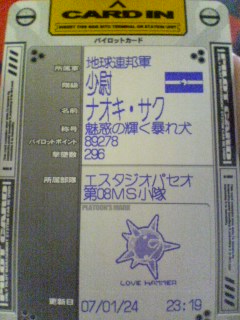 CARD IN
パイロットカード
所属軍 地球連邦軍
階級 少尉
名前 ナオキ・サク
称号 魅惑の輝く暴れ犬
パイロットポイント 89278
撃墜数 296
所属部隊 エスタジオパセオ
第08MS小隊
PLATOON'S MARK
LOVE HAMMER
更新日 07/01/24 23:19